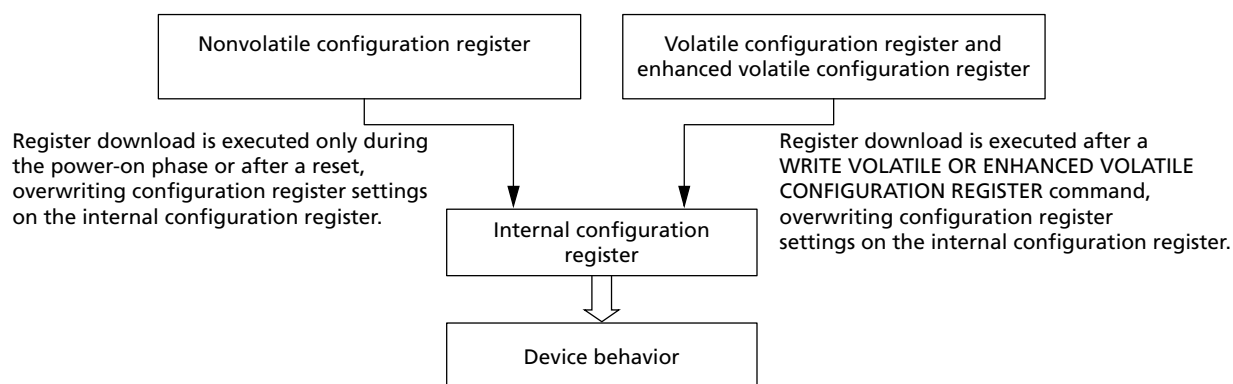 Nonvolatile configuration register
Volatile configuration register and
enhanced volatile configuration register
Register download is executed only during
the power-on phase or after a reset,
overwriting configuration register settings
on the internal configuration register.
Register download is executed after a
WRITE VOLATILE OR ENHANCED VOLATILE
CONFIGURATION REGISTER command,
overwriting configuration register
settings on the internal configuration register.
Internal configuration
register
Device behavior